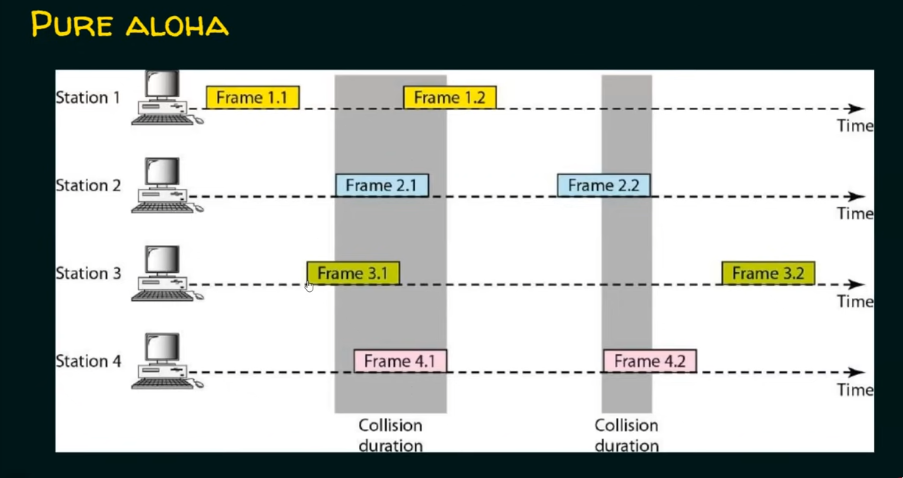 PURE ALOHA
Station 1
Frame 1.1
Frame 1.2
Time
Station 2
Frame 2.1
Frame 2.2
Time
Station 3
Frame 3.1
Frame 3.2
Time
Station 4
Frame 4.1
Frame 4.2
Time
Collision
duration
Collision
duration